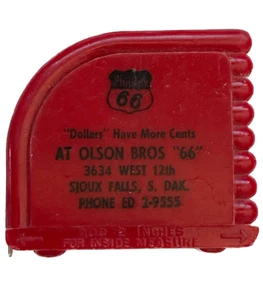 Phillips
66
"Dollers" Have More Cents
AT OLSON BROS "66"
3634 WEST 12th
SIOUX FALLS, S. DAK.
PHONE ED 2-9555
ADD 2 INCHES
FOR INSIDE MEASURE